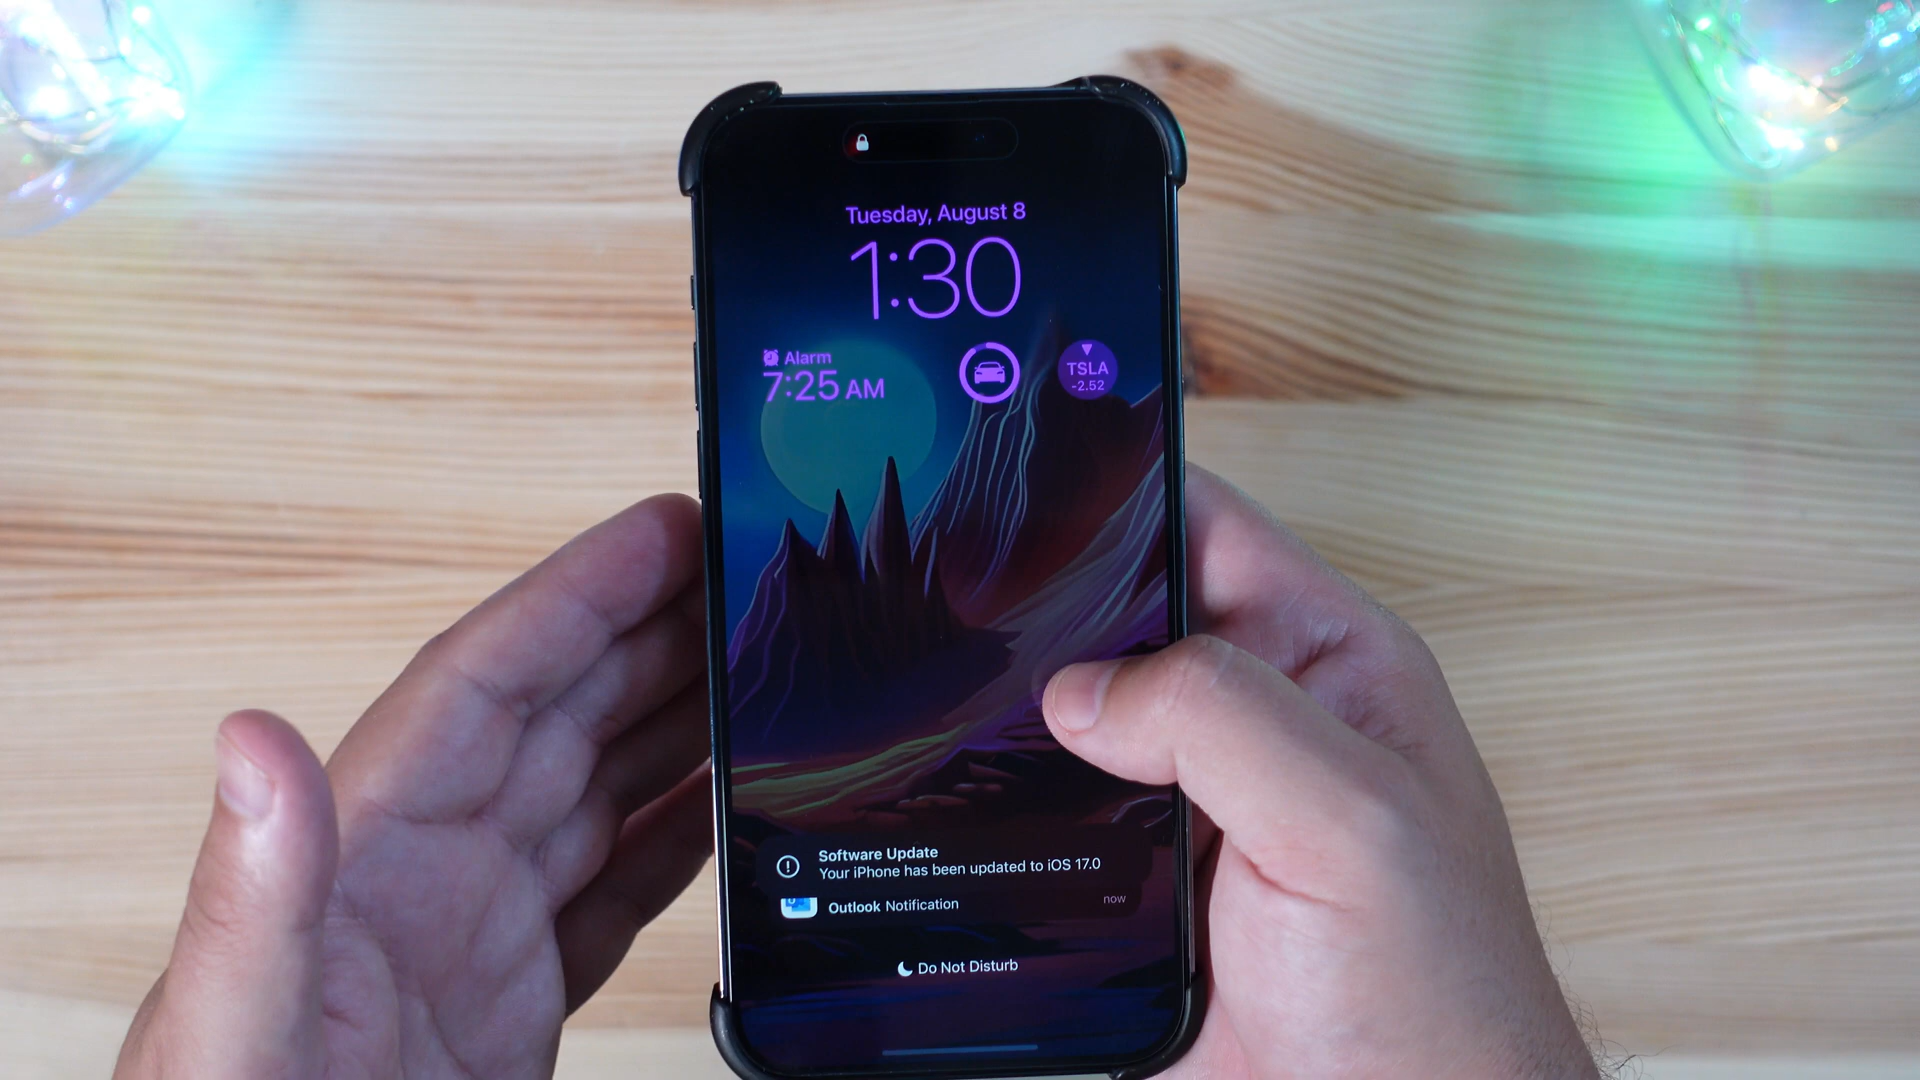 Tuesday, August 8
1:30
Alarm
7:25 AM
TSLA
-2.52
Software Update
Your iPhone has been updated to iOS 17.0
Outlook Notification
now
Do Not Disturb